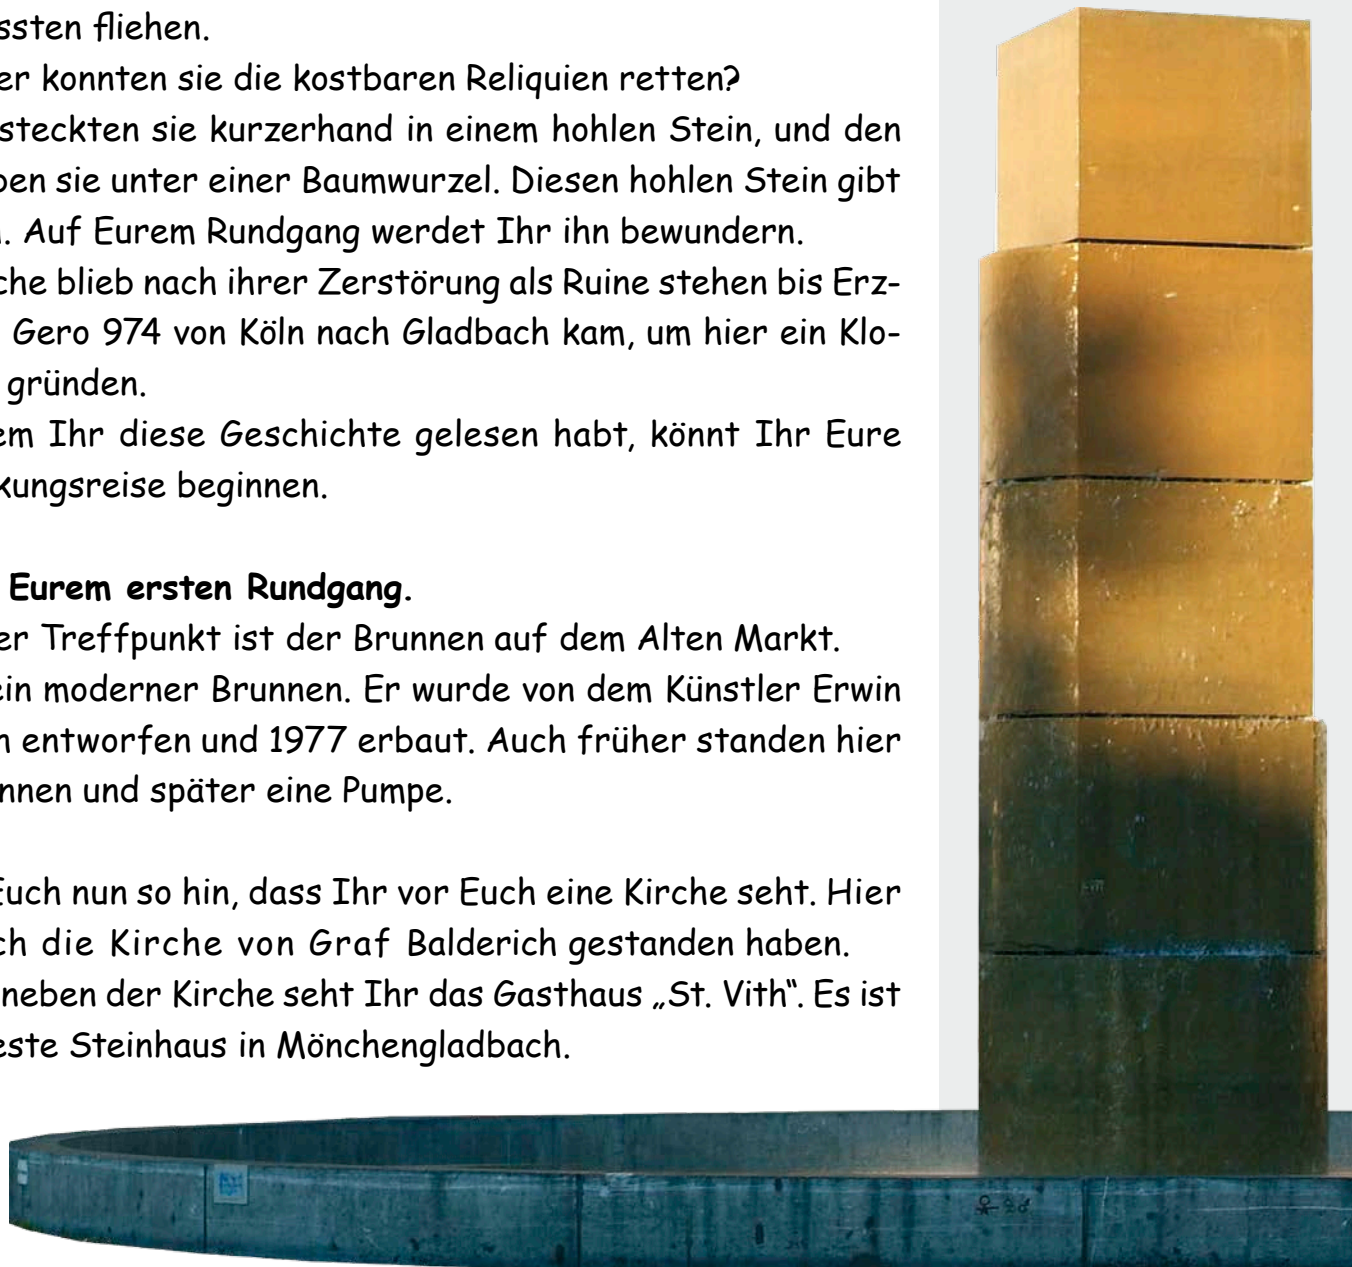 ssten fliehen.
er konnten sie die kostbaren Reliquien retten?
steckten sie kurzerhand in einem hohlen Stein, und den
ben sie unter einer Baumwurzel. Diesen hohlen Stein gibt
. Auf Eurem Rundgang werdet Ihr ihn bewundern.
che blieb nach ihrer Zerstörung als Ruine stehen bis Erz-
Gero 974 von Köln nach Gladbach kam, um hier ein Klo-
gründen.
em Ihr diese Geschichte gelesen habt, könnt Ihr Eure
kungsreise beginnen.
Eurem ersten Rundgang.
er Treffpunkt ist der Brunnen auf dem Alten Markt.
ein moderner Brunnen. Er wurde von dem Künstler Erwin
n entworfen und 1977 erbaut. Auch früher standen hier
nnen und später eine Pumpe.
Euch nun so hin, dass Ihr vor Euch eine Kirche seht. Hier
ch die Kirche von Graf Balderich gestanden haben.
neben der Kirche seht Ihr das Gasthaus „St. Vith“. Es ist
este Steinhaus in Mönchengladbach.